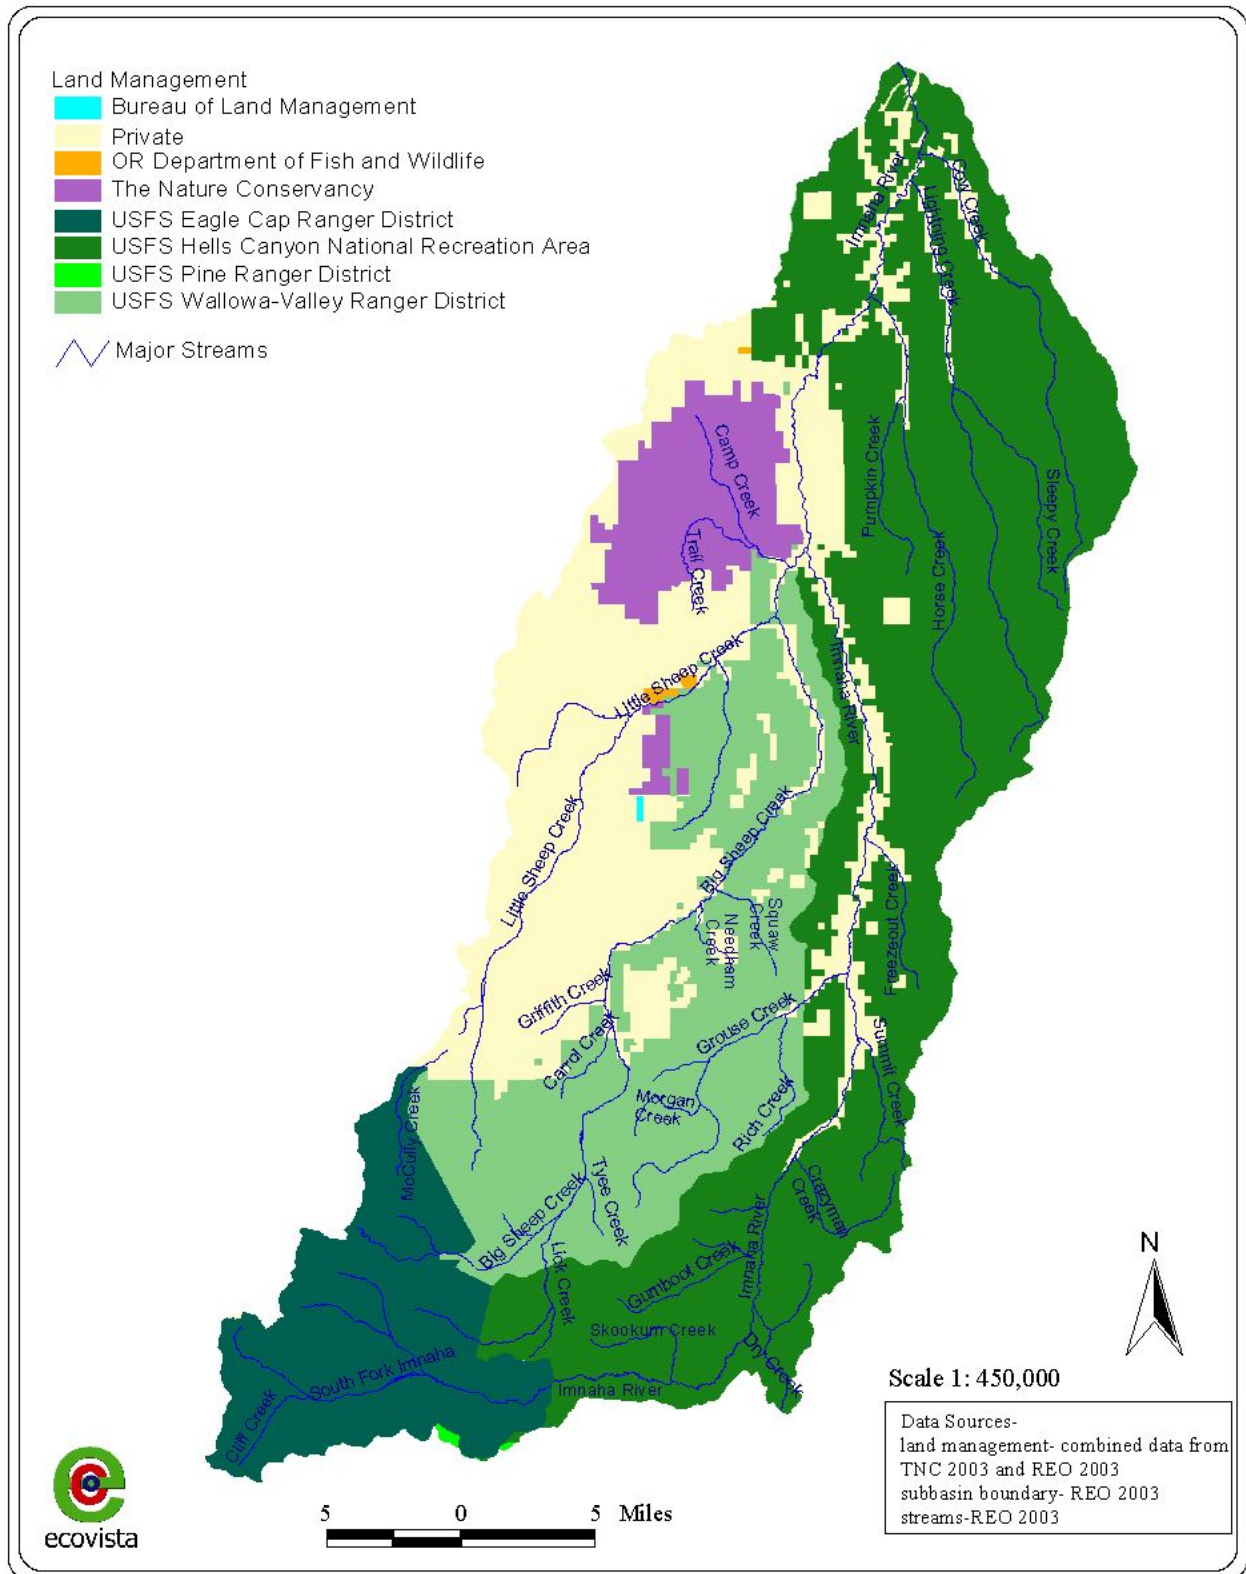 Land Management
Bureau of Land Management
Private
OR Department of Fish and Wildlife
The Nature Conservancy
USFS Eagle Cap Ranger District
USFS Hells Canyon National Recreation Area
USFS Pine Ranger District
USFS Wallowa-Valley Ranger District
Major Streams
Imnaha River
Cow Creek
Lightning Creek
Camp Creek
Pumpkin Creek
Sleepy Creek
Trail Creek
Horse Creek
Little Sheep Creek
Imnaha River
Little Sheep Creek
Big Sheep Creek
Squaw
Creek
Needham
Creek
Freezeout Creek
Griffith Creek
Grouse Creek
Carrol Creek
Summit Creek
McCully Creek
Morgan
Creek
Rich Creek
Tyee Creek
Crazyman
Creek
Big Sheep Creek
Lick Creek
Gumboot Creek
Imnaha River
Skookum Creek
Dry Creek
South Fork Imnaha
Imnaha River
Cliff Creek
N
Scale 1: 450,000
Data Sources-
land management- combined data from
TNC 2003 and REO 2003
subbasin boundary- REO 2003
streams-REO 2003
5 0 5 Miles
ecovista